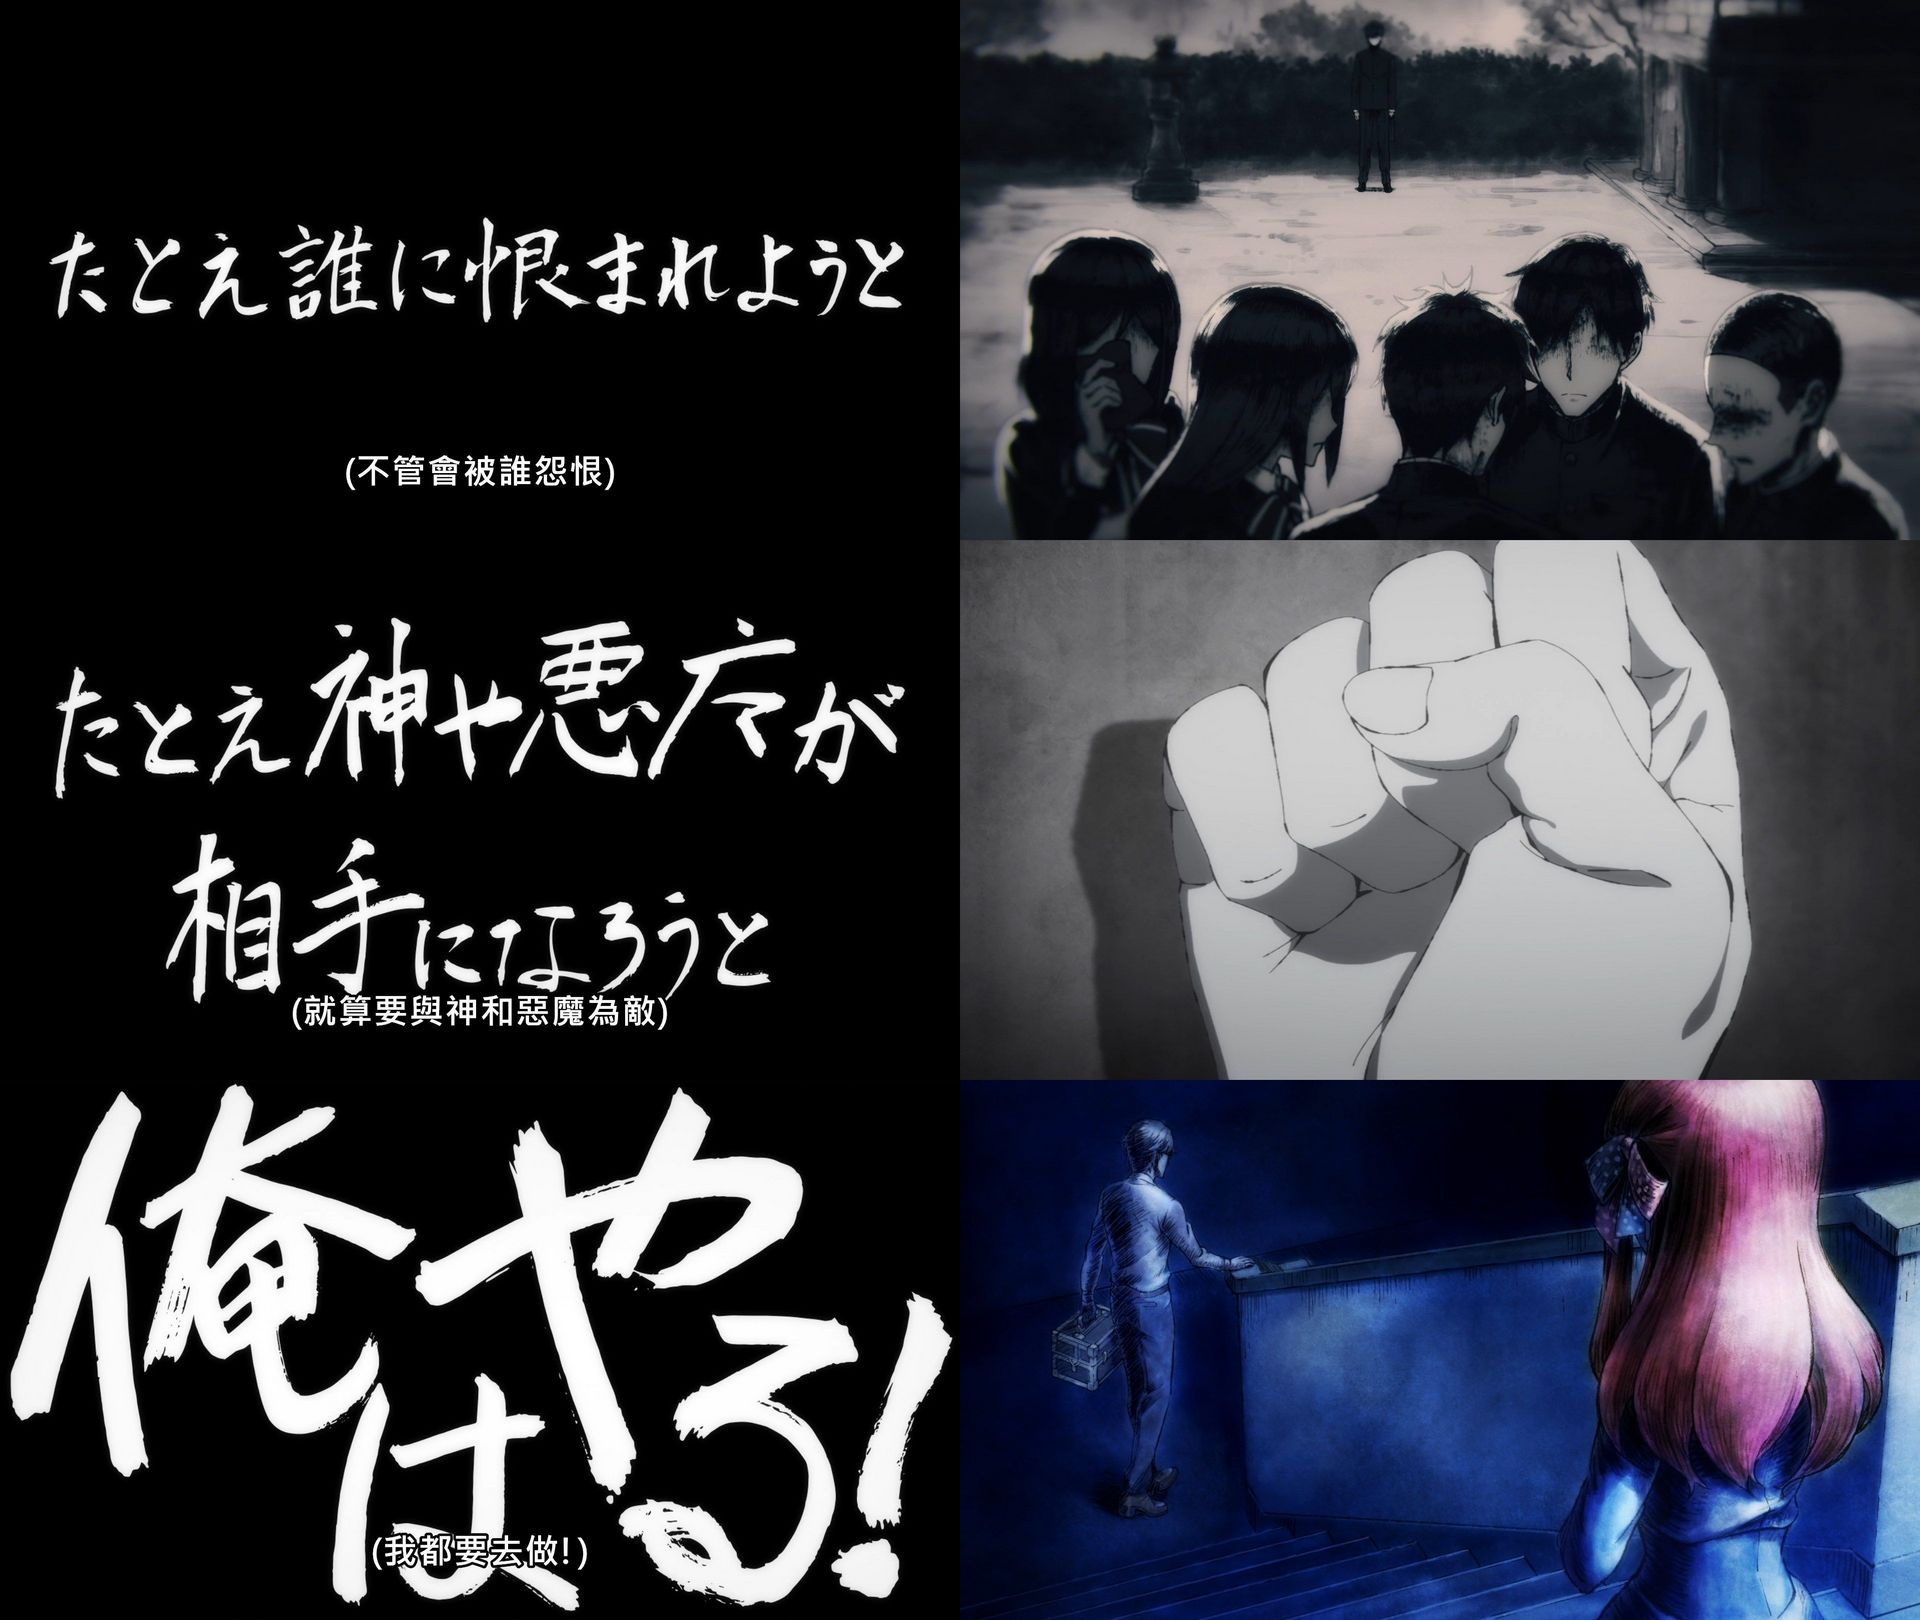 たとえ誰に恨まれようと
(不管會被誰怨恨)
たとえ神や悪广マが
相手になろうと
(就算要與神和惡魔為敵)
俺はやる!
(我都要去做!)